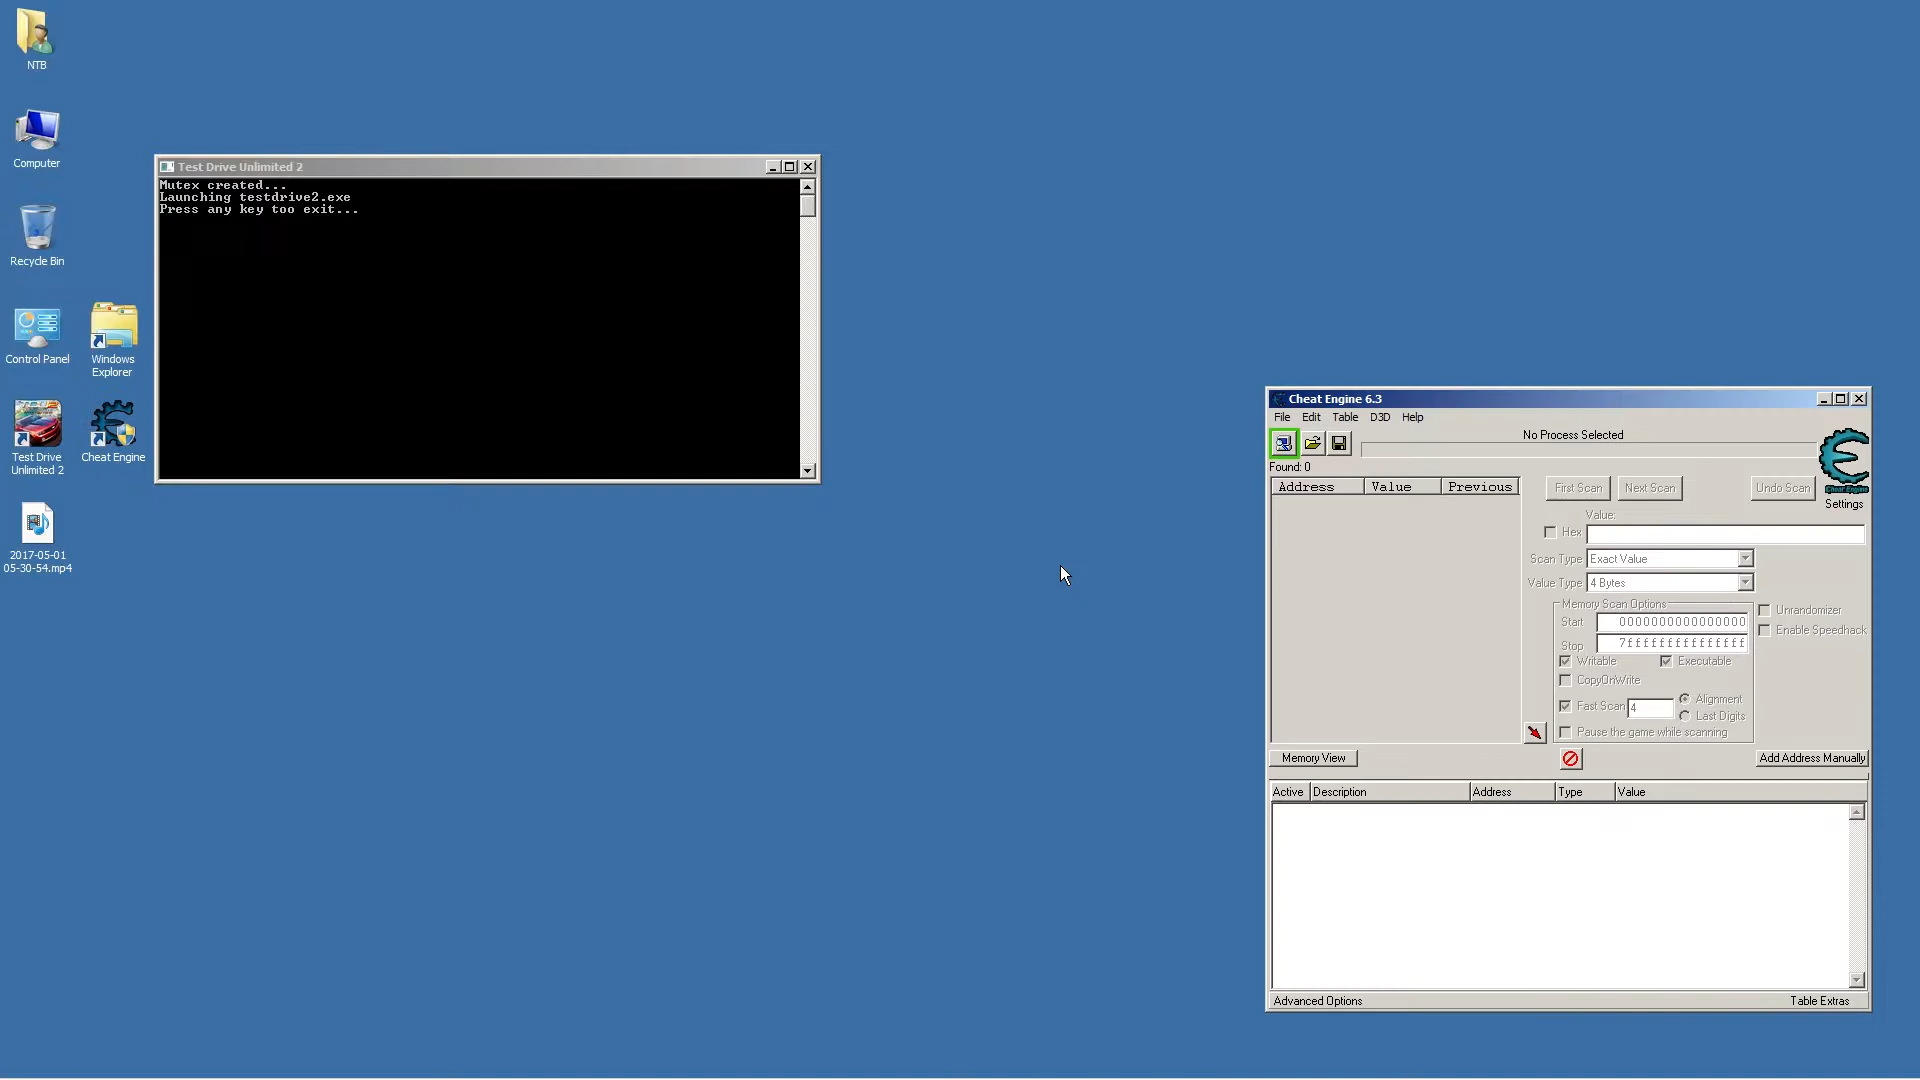 NTB
Computer
Recycle Bin
Control Panel
Windows
Explorer
Test Drive
Unlimited 2
Cheat Engine
2017-05-01
05-30-54.mp4
Test Drive Unlimited 2
Mutex created...
Launching testdrive2.exe
Press any key too exit...
Cheat Engine 6.3
File Edit Table D3D Help
No Process Selected
Found: 0
Address Value Previous
First Scan Next Scan Undo Scan
Cheat Engine
Settings
Value:
Hex
Scan Type Exact Value
Value Type 4 Bytes
Memory Scan Options
Unrandomizer
Start 0000000000000000
Enable Speedhack
Stop 7fffffffffffffff
Writable Executable
CopyOnWrite
Fast Scan 4 Alignment
Last Digits
Pause the game while scanning
Memory View Add Address Manually
Active Description Address Type Value
Advanced Options Table Extras